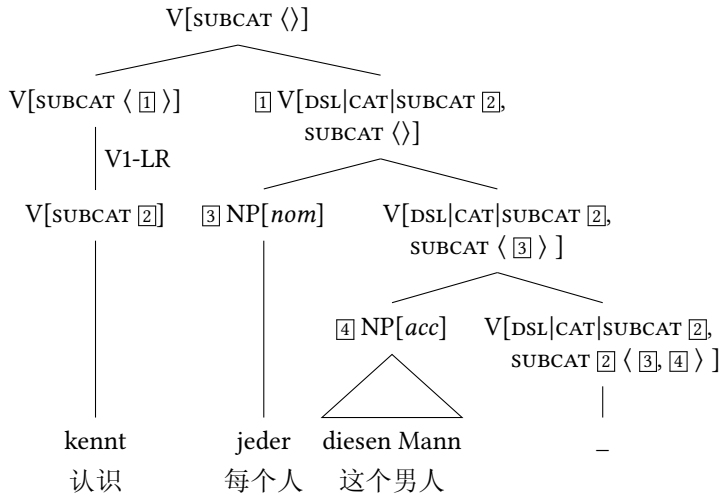 V[SUBCAT ⟨⟩]
V[SUBCAT ⟨ 1 ⟩] 1 V[DSL|CAT|SUBCAT 2,
SUBCAT ⟨⟩]
V1-LR
V[SUBCAT 2] 3 NP[nom] V[DSL|CAT|SUBCAT 2,
SUBCAT ⟨ 3 ⟩ ]
4 NP[acc] V[DSL|CAT|SUBCAT 2,
SUBCAT 2 ⟨ 3, 4 ⟩ ]
kennt jeder diesen Mann _
认识 每个人 这个男人